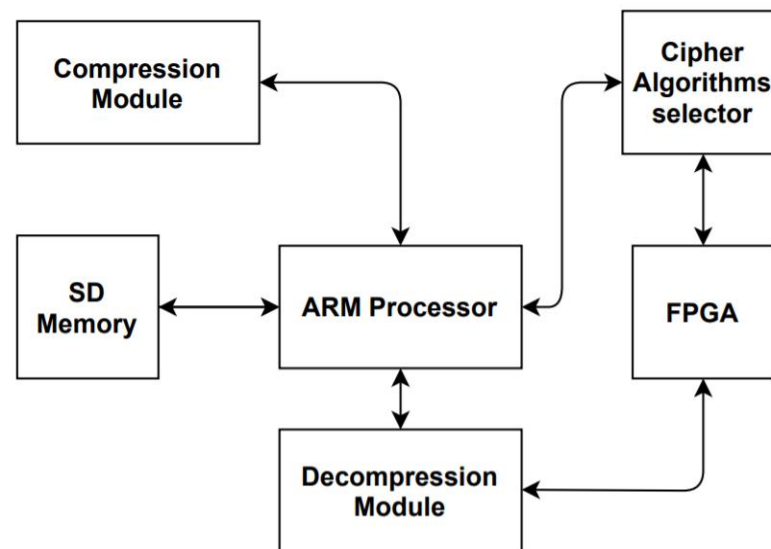 Compression
Module
Cipher
Algorithms
selector
SD
Memory
ARM Processor
FPGA
Decompression
Module